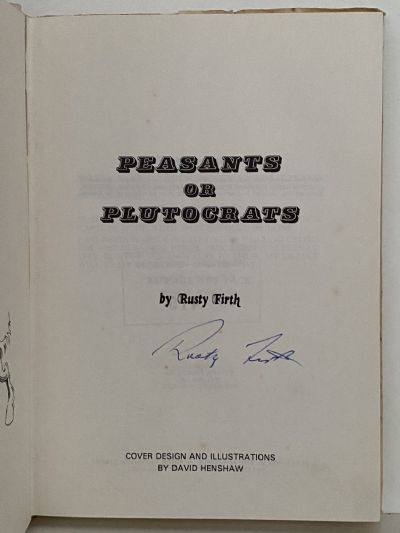 PEASANTS
OR
PLUTOCRATS
by Rusty Firth
Rusty Firth
COVER DESIGN AND ILLUSTRATIONS
BY DAVID HENSHAW